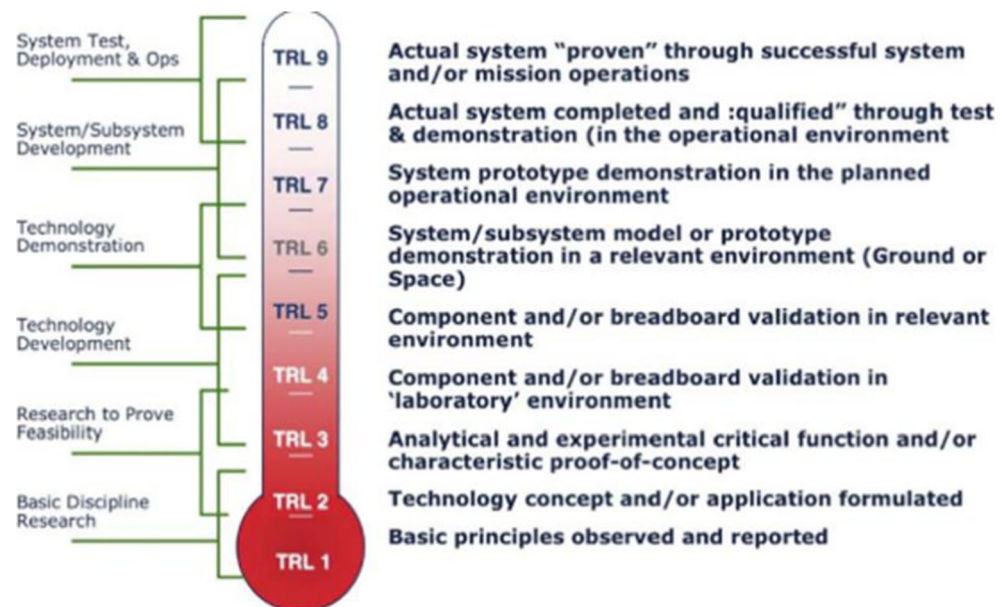 System Test,
Deployment & Ops
System/Subsystem
Development
Technology
Demonstration
Technology
Development
Research to Prove
Feasibility
Basic Discipline
Research
TRL 9
TRL 8
TRL 7
TRL 6
TRL 5
TRL 4
TRL 3
TRL 2
TRL 1
Actual system “proven” through successful system
and/or mission operations
Actual system completed and :qualified” through test
& demonstration (in the operational environment
System prototype demonstration in the planned
operational environment
System/subsystem model or prototype
demonstration in a relevant environment (Ground or
Space)
Component and/or breadboard validation in relevant
environment
Component and/or breadboard validation in
‘laboratory’ environment
Analytical and experimental critical function and/or
characteristic proof-of-concept
Technology concept and/or application formulated
Basic principles observed and reported